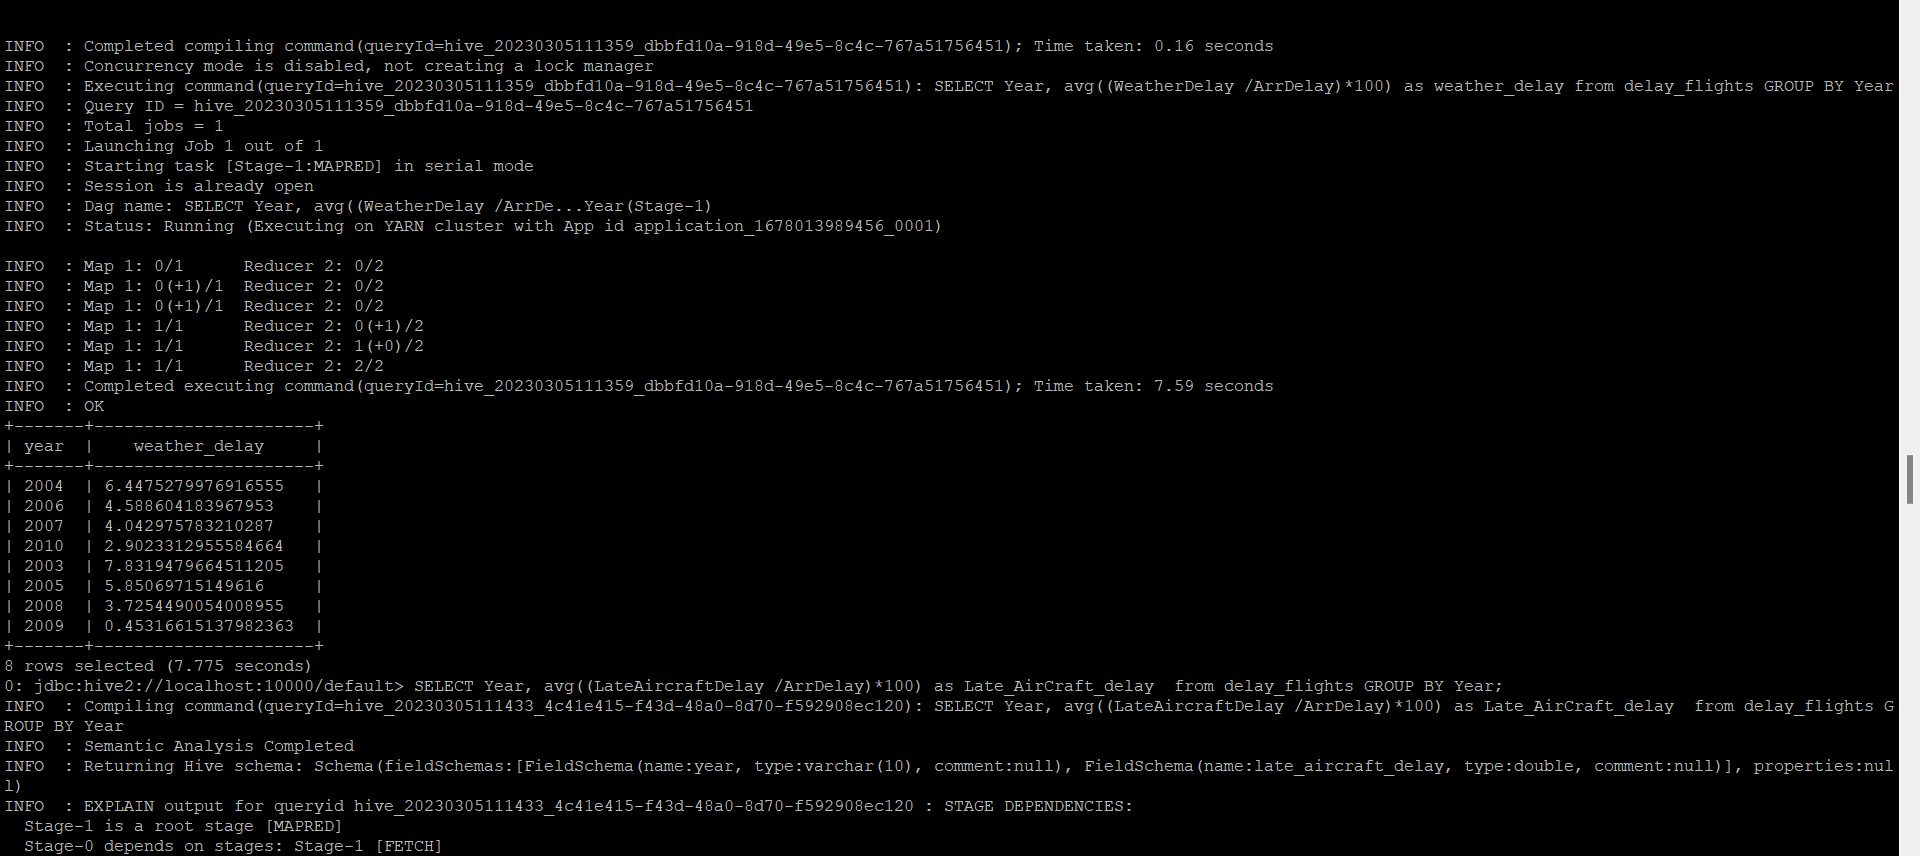 INFO  : Completed compiling command(queryId=hive_20230305111359_dbbfd10a-918d-49e5-8c4c-767a51756451); Time taken: 0.16 seconds
INFO  : Concurrency mode is disabled, not creating a lock manager
INFO  : Executing command(queryId=hive_20230305111359_dbbfd10a-918d-49e5-8c4c-767a51756451): SELECT Year, avg((WeatherDelay /ArrDelay)*100) as weather_delay from delay_flights GROUP BY Year
INFO  : Query ID = hive_20230305111359_dbbfd10a-918d-49e5-8c4c-767a51756451
INFO  : Total jobs = 1
INFO  : Launching Job 1 out of 1
INFO  : Starting task [Stage-1:MAPRED] in serial mode
INFO  : Session is already open
INFO  : Dag name: SELECT Year, avg((WeatherDelay /ArrDe...Year(Stage-1)
INFO  : Status: Running (Executing on YARN cluster with App id application_1678013989456_0001)

INFO  : Map 1: 0/1      Reducer 2: 0/2
INFO  : Map 1: 0(+1)/1  Reducer 2: 0/2
INFO  : Map 1: 0(+1)/1  Reducer 2: 0/2
INFO  : Map 1: 1/1      Reducer 2: 0(+1)/2
INFO  : Map 1: 1/1      Reducer 2: 1(+0)/2
INFO  : Map 1: 1/1      Reducer 2: 2/2
INFO  : Completed executing command(queryId=hive_20230305111359_dbbfd10a-918d-49e5-8c4c-767a51756451); Time taken: 7.59 seconds
INFO  : OK
+-------+----------------------+
| year  |    weather_delay     |
+-------+----------------------+
| 2004  | 6.4475279976916555   |
| 2006  | 4.588604183967953    |
| 2007  | 4.042975783210287    |
| 2010  | 2.9023312955584664   |
| 2003  | 7.8319479664511205   |
| 2005  | 5.85069715149616     |
| 2008  | 3.7254490054008955   |
| 2009  | 0.45316615137982363  |
+-------+----------------------+
8 rows selected (7.775 seconds)
0: jdbc:hive2://localhost:10000/default> SELECT Year, avg((LateAircraftDelay /ArrDelay)*100) as Late_AirCraft_delay  from delay_flights GROUP BY Year;
INFO  : Compiling command(queryId=hive_20230305111433_4c41e415-f43d-48a0-8d70-f592908ec120): SELECT Year, avg((LateAircraftDelay /ArrDelay)*100) as Late_AirCraft_delay  from delay_flights G
ROUP BY Year
INFO  : Semantic Analysis Completed
INFO  : Returning Hive schema: Schema(fieldSchemas:[FieldSchema(name:year, type:varchar(10), comment:null), FieldSchema(name:late_aircraft_delay, type:double, comment:null)], properties:nul
l)
INFO  : EXPLAIN output for queryid hive_20230305111433_4c41e415-f43d-48a0-8d70-f592908ec120 : STAGE DEPENDENCIES:
  Stage-1 is a root stage [MAPRED]
  Stage-0 depends on stages: Stage-1 [FETCH]